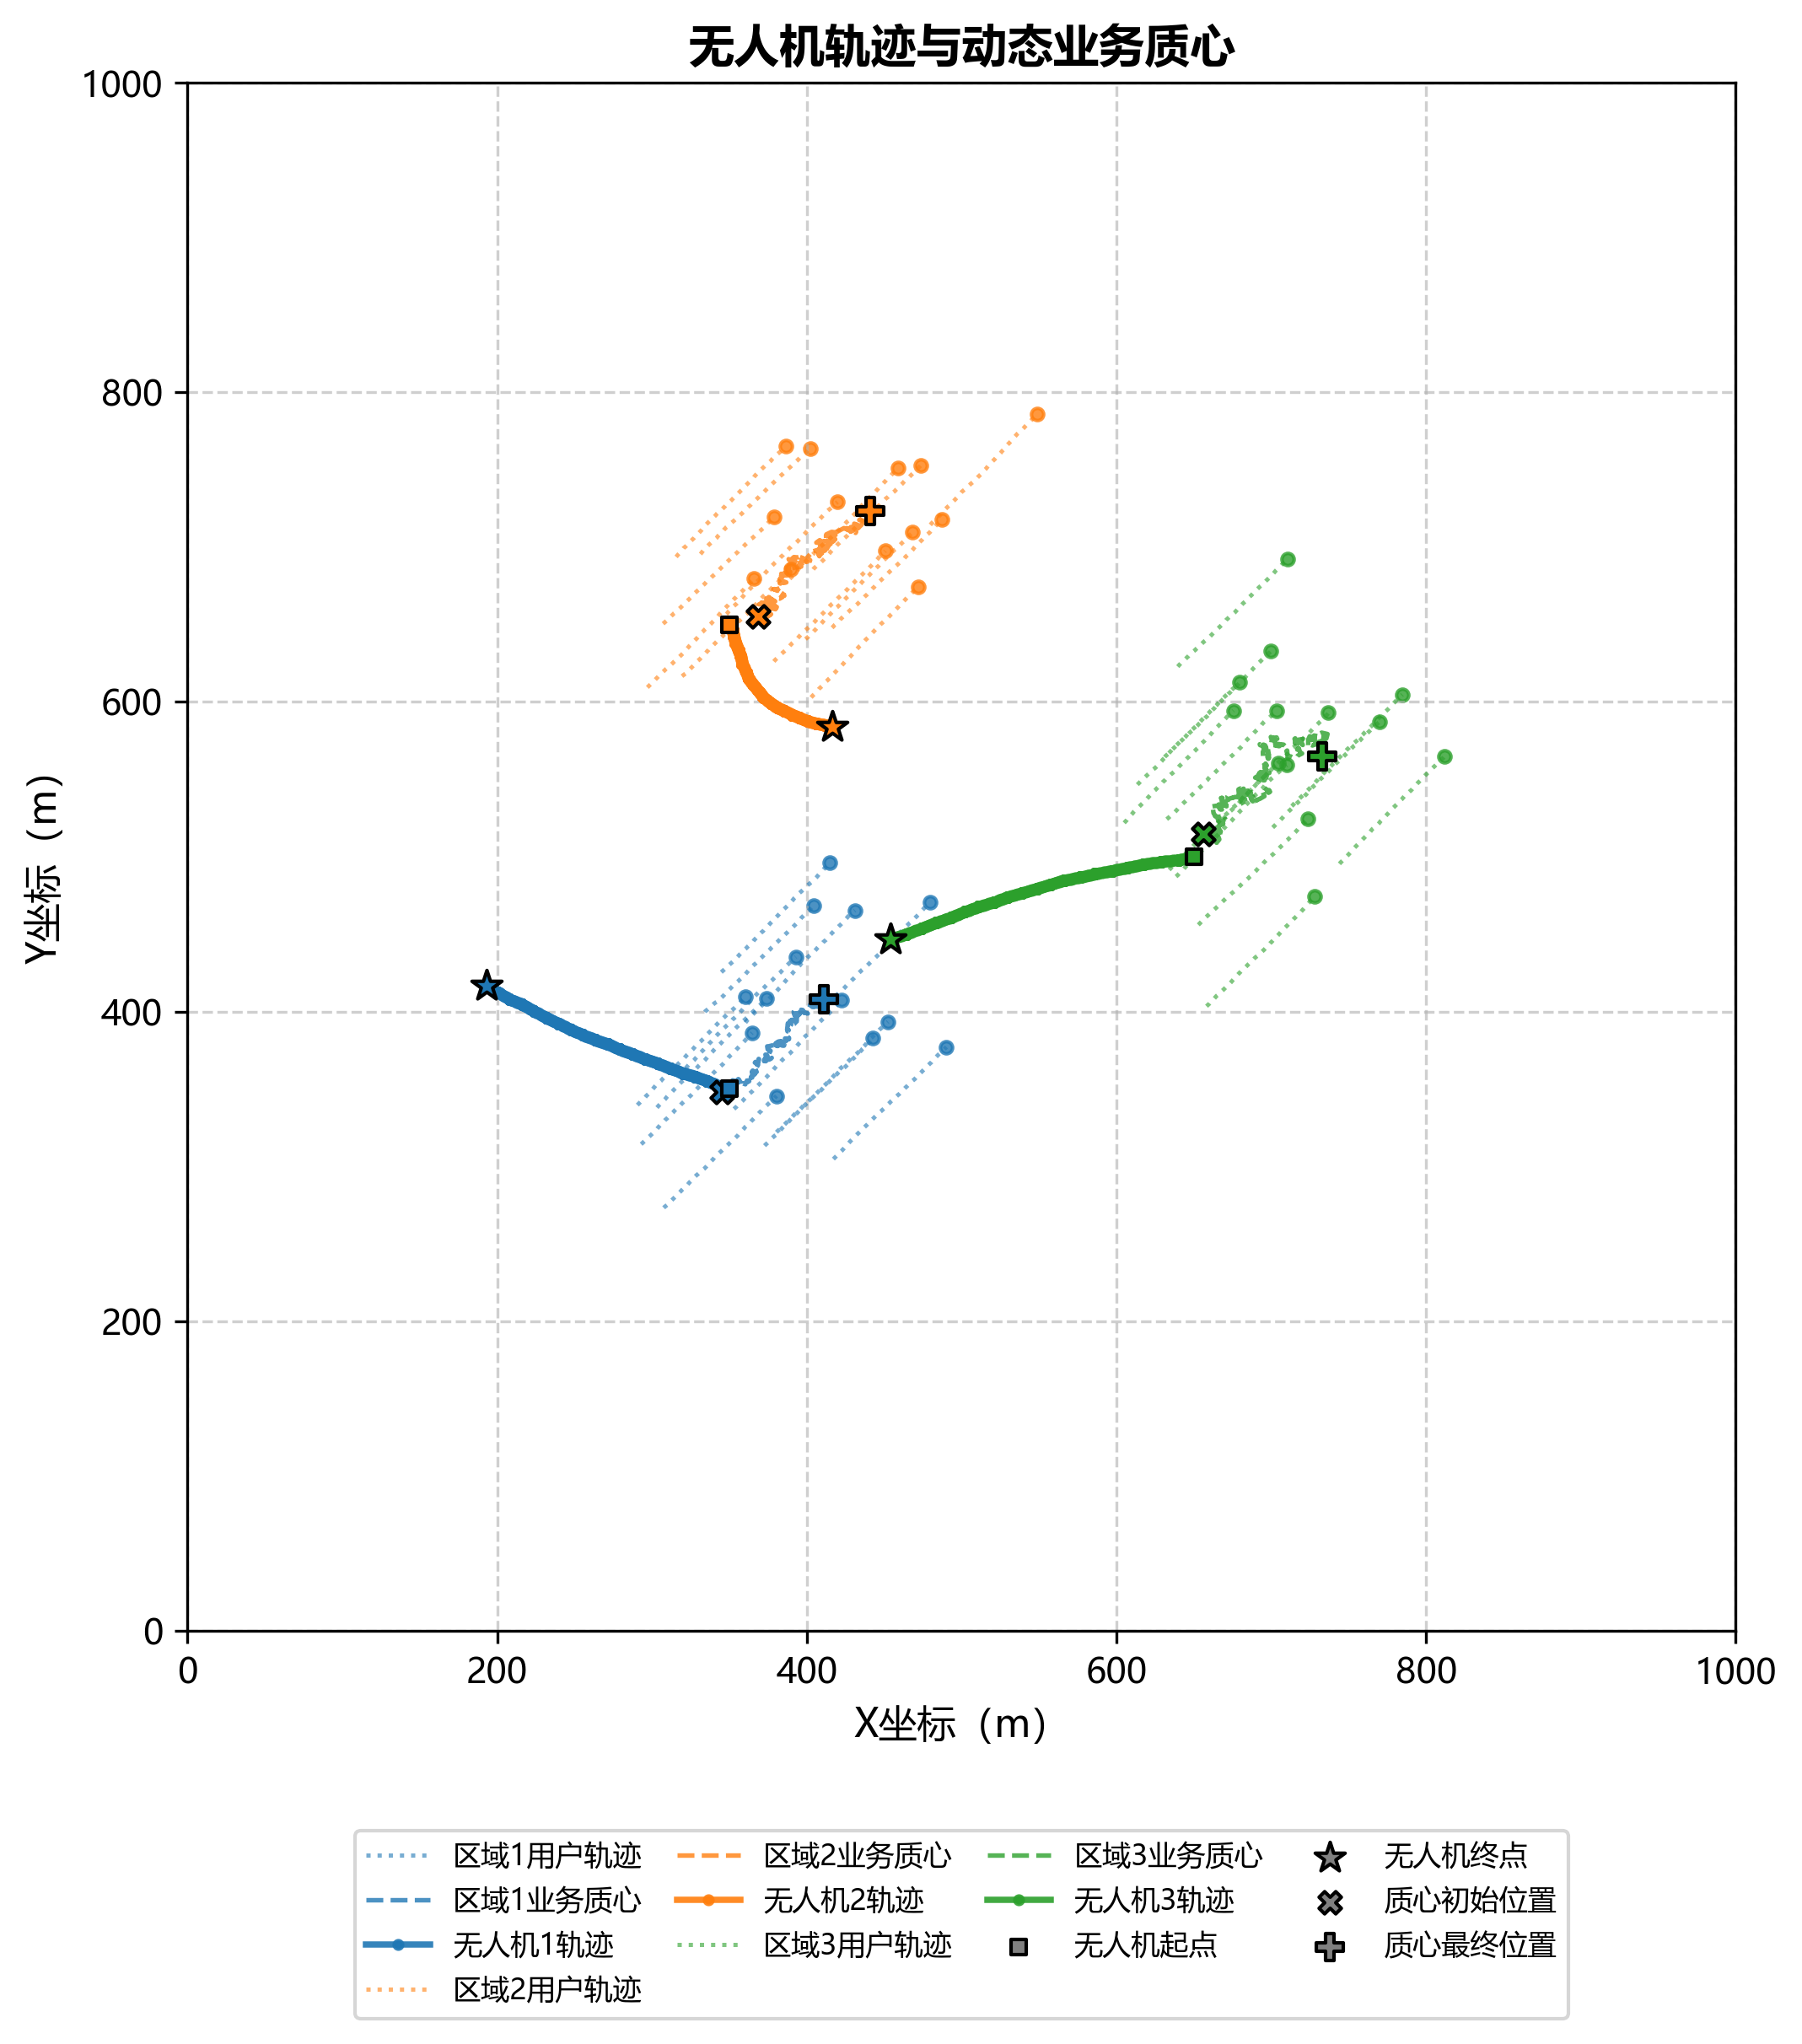 无人机轨迹与动态业务质心
1000
800
600
400
200
0
Y坐标（m）
0 200 400 600 800 1000
X坐标（m）
区域1用户轨迹 区域2业务质心 区域3业务质心 无人机终点
区域1业务质心 无人机2轨迹 无人机3轨迹 质心初始位置
无人机1轨迹 区域3用户轨迹 无人机起点 质心最终位置
区域2用户轨迹